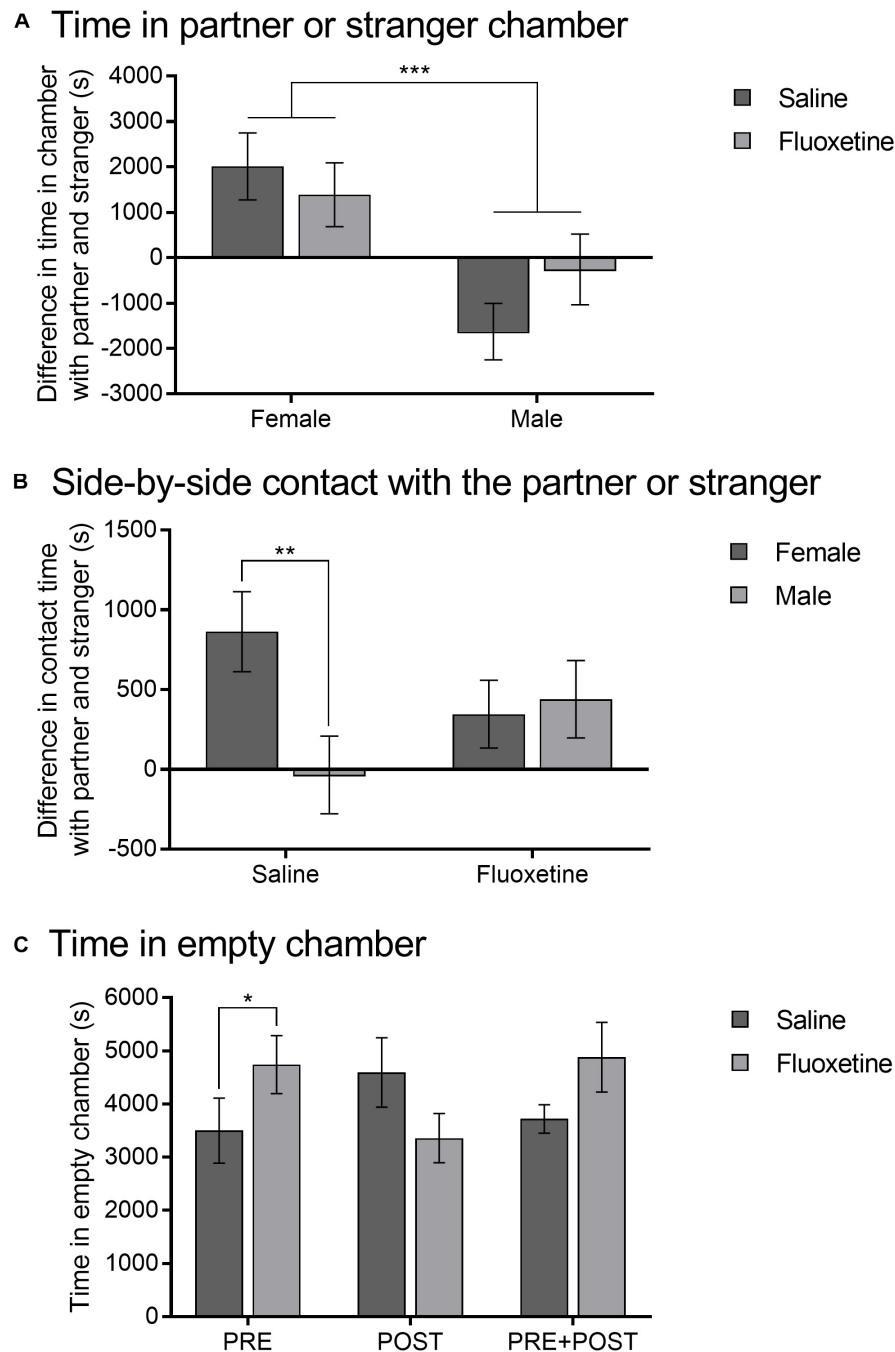 A Time in partner or stranger chamber
Difference in time in chamber
with partner and stranger (s)
4000
3000
2000
1000
0
-1000
-2000
-3000
***
Female
Male
Saline
Fluoxetine
B Side-by-side contact with the partner or stranger
Difference in contact time
with partner and stranger (s)
1500
1000
500
0
-500
**
Saline
Fluoxetine
Female
Male
C Time in empty chamber
Time in empty chamber (s)
6000
5000
4000
3000
2000
1000
0
*
PRE
POST
PRE+POST
Saline
Fluoxetine